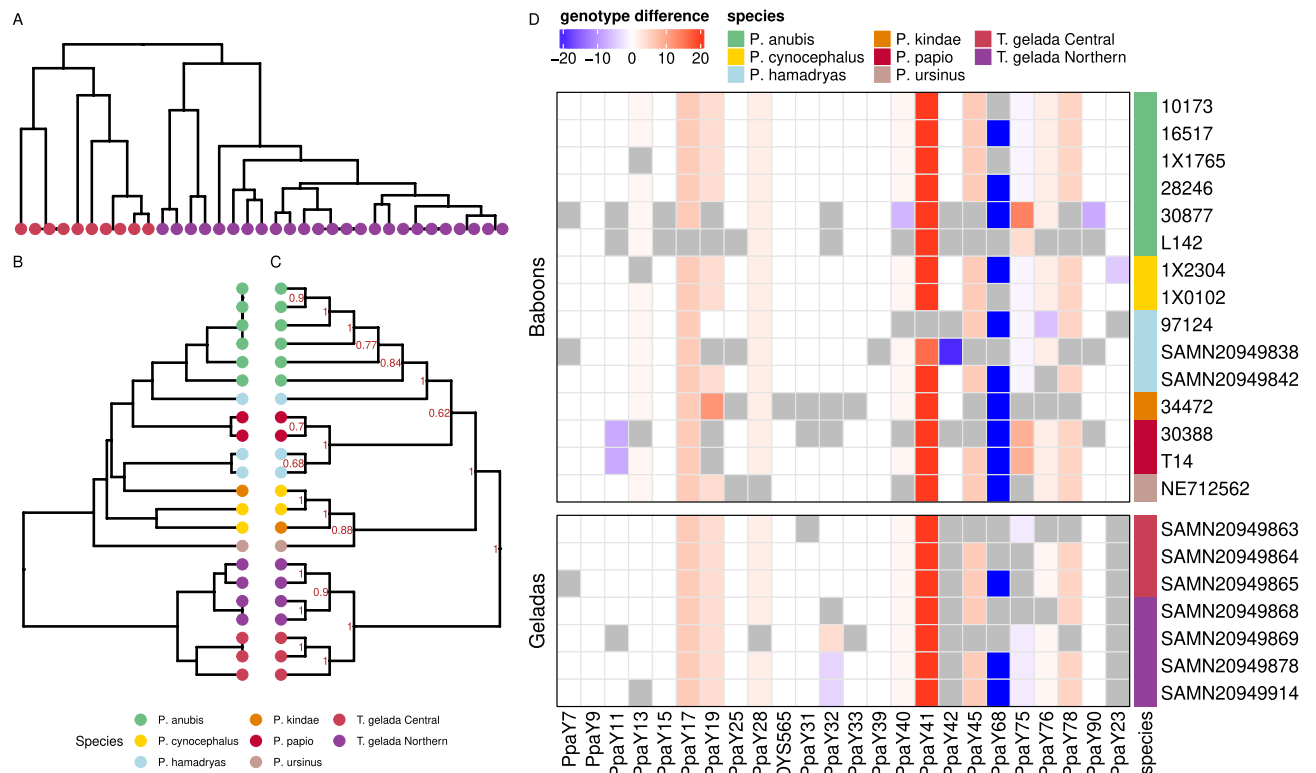 A
B
C
0.9
1
1
0.77
0.84
1
0.62
0.7
1
0.68
1
1
1
0.88
1
1
0.9
1
1
1
1
Species
P. anubis
P. cynocephalus
P. hamadryas
P. kindae
P. papio
P. ursinus
T. gelada Central
T. gelada Northern
D
genotype difference
−20 −10 0 10 20
species
P. anubis
P. cynocephalus
P. hamadryas
P. kindae
P. papio
P. ursinus
T. gelada Central
T. gelada Northern
Baboons
10173
16517
1X1765
28246
30877
L142
1X2304
1X0102
97124
SAMN20949838
SAMN20949842
34472
30388
T14
NE712562
Geladas
SAMN20949863
SAMN20949864
SAMN20949865
SAMN20949868
SAMN20949869
SAMN20949878
SAMN20949914
PpaY7
PpaY9
PpaY11
PpaY13
PpaY15
PpaY17
PpaY19
PpaY25
PpaY28
DYS565
PpaY31
PpaY32
PpaY33
PpaY39
PpaY40
PpaY41
PpaY42
PpaY45
PpaY68
PpaY75
PpaY76
PpaY78
PpaY90
PpaY23
species